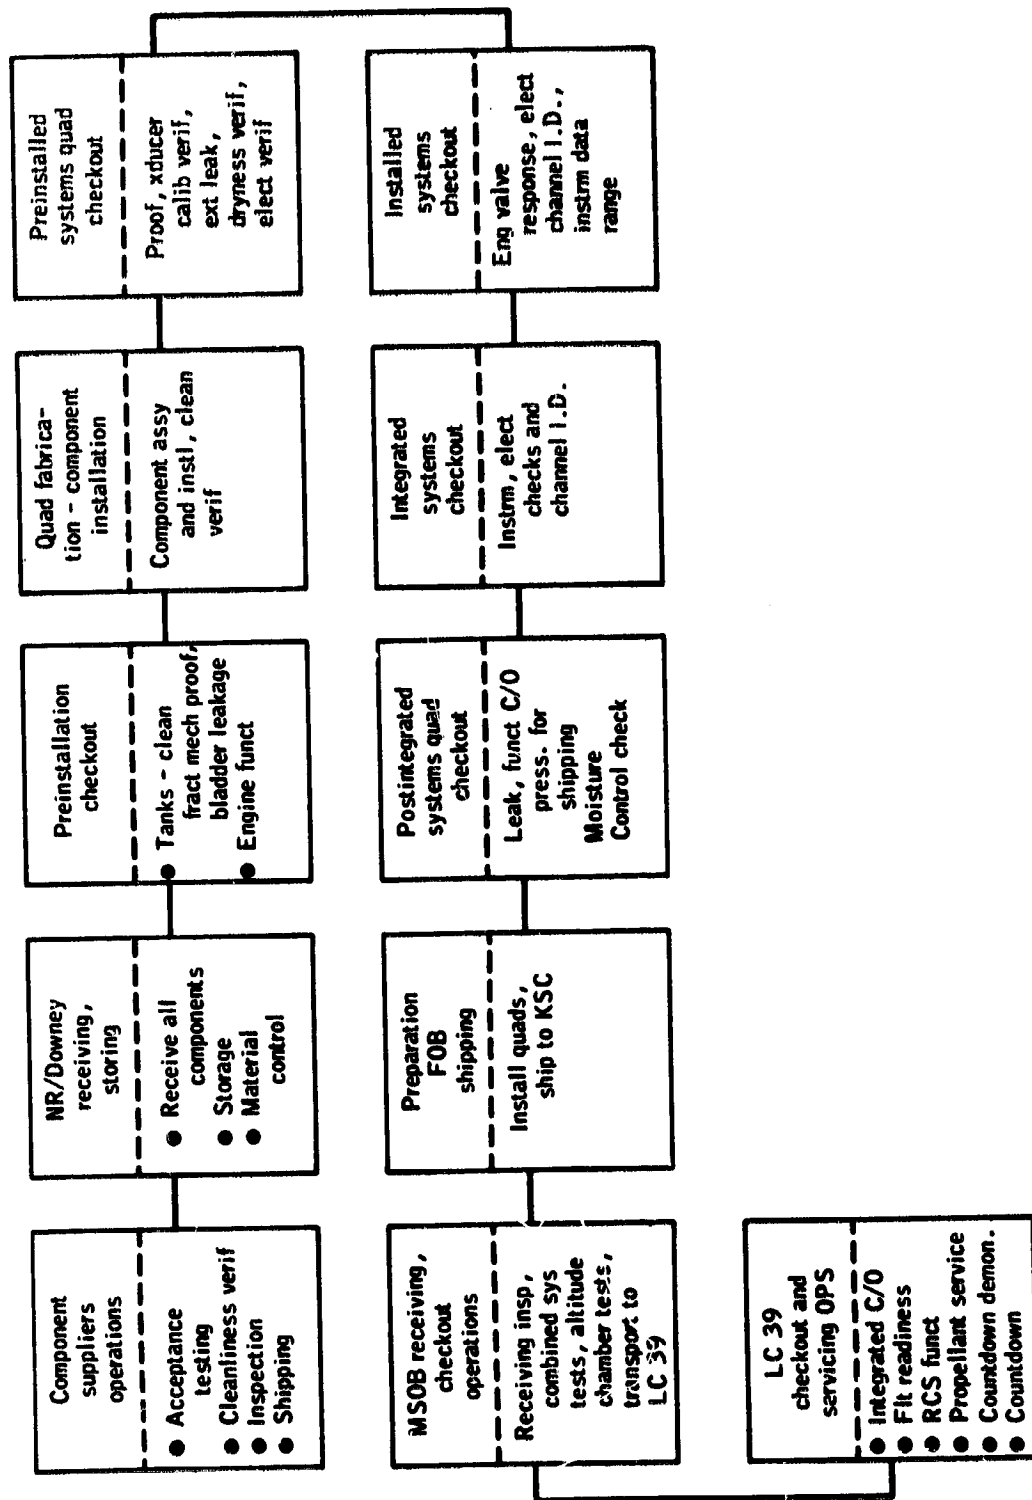 Component
suppliers
operations
● Acceptance
testing
● Cleanliness verif
● Inspection
● Shipping
NR/Downey
receiving,
storing
● Receive all
components
● Storage
● Material
control
Preinstallation
checkout
● Tanks - clean
fract mech proof,
bladder leakage
● Engine funct
Quad fabrica-
tion - component
installation
Component assy
and instl, clean
verif
Preinstalled
systems quad
checkout
Proof, xducer
calib verif,
ext leak,
dryness verif,
elect verif
Installed
systems
checkout
Eng valve
response, elect
channel I.D.,
instrm data
range
Integrated
systems
checkout
Instrm, elect
checks and
channel I.D.
Postintegrated
systems quad
checkout
Leak, funct C/O
press. for
shipping
Moisture
Control check
Preparation
FOB
shipping
Install quads,
ship to KSC
MSOB receiving,
checkout
operations
Receiving insp,
combined sys
tests, altitude
chamber tests,
transport to
LC 39
LC 39
checkout and
servicing OPS
● Integrated C/O
● Flt readiness
● RCS funct
● Propellant service
● Countdown demon.
● Countdown